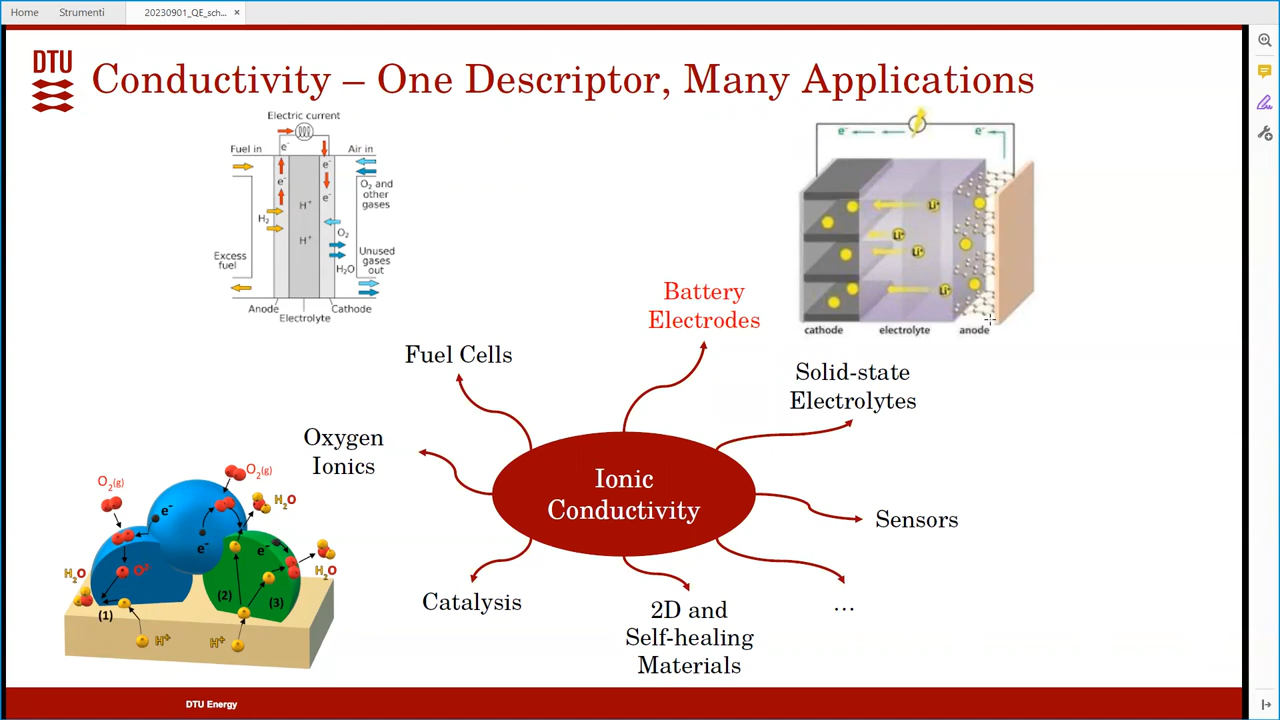 Home
Strumenti
20230901_QE_sch...
×
DTU
Conductivity – One Descriptor, Many Applications
Electric current
e⁻
Fuel in
Air in
e⁻
e⁻
e⁻
O₂ and
other
gases
H⁺
H₂
O₂
H⁺
Excess
fuel
Unused
gases
out
H₂O
Anode
Cathode
Electrolyte
e⁻
e⁻
Li⁺
Li⁺
Li⁺
Li⁺
cathode
electrolyte
anode
Battery
Electrodes
Fuel Cells
Solid-state
Electrolytes
Oxygen
Ionics
Ionic
Conductivity
Sensors
Catalysis
2D and
Self-healing
Materials
...
O₂(g)
O₂(g)
H₂O
e⁻
e⁻
e⁻
H₂O
O²⁻
H₂O
(1)
(2)
(3)
H⁺
H⁺
DTU Energy